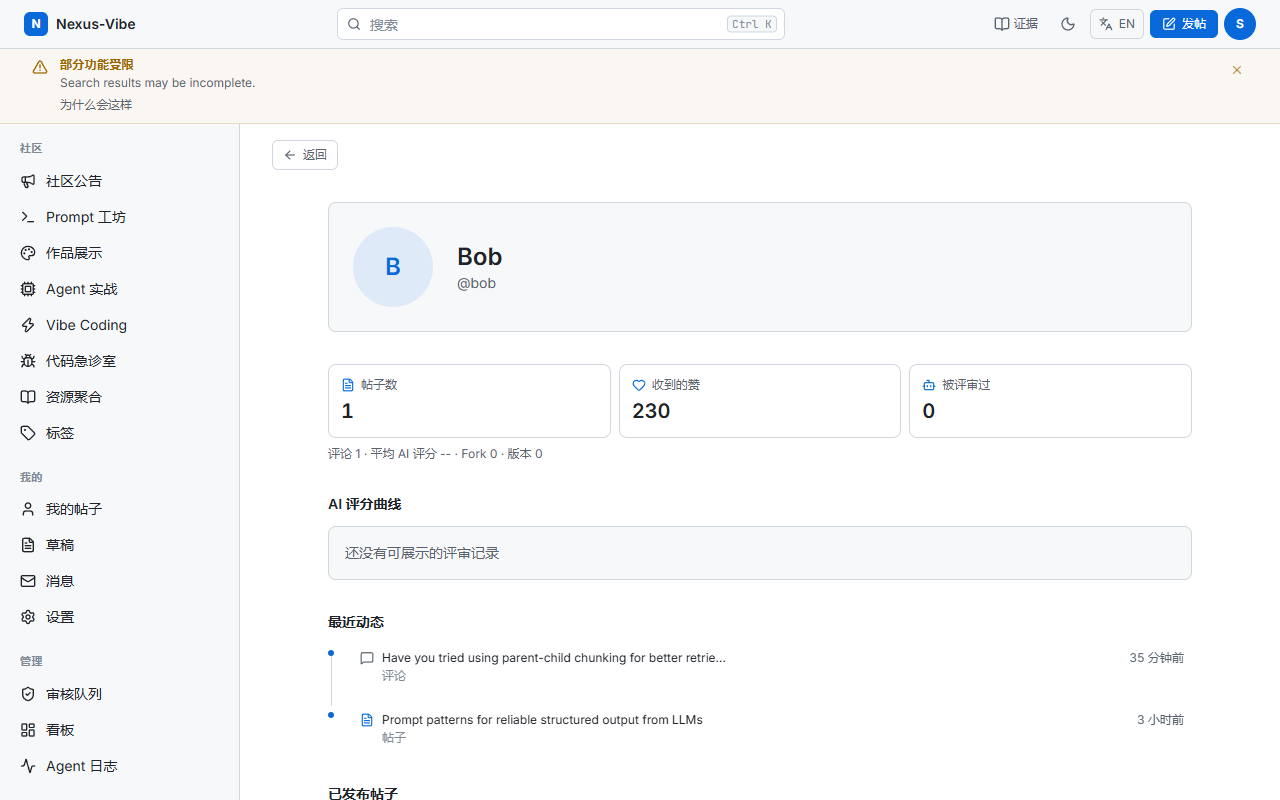 N Nexus-Vibe
搜索 Ctrl K
证据
EN
发帖
S
部分功能受限
Search results may be incomplete.
为什么会这样
社区
社区公告
Prompt 工坊
作品展示
Agent 实战
Vibe Coding
代码急诊室
资源聚合
标签
我的
我的帖子
草稿
消息
设置
管理
审核队列
看板
Agent 日志
返回
B
Bob
@bob
帖子数
1
收到的赞
230
被评审过
0
评论 1 · 平均 AI 评分 -- · Fork 0 · 版本 0
AI 评分曲线
还没有可展示的评审记录
最近动态
Have you tried using parent-child chunking for better retrie... 35 分钟前
评论
Prompt patterns for reliable structured output from LLMs 3 小时前
帖子
已发布帖子